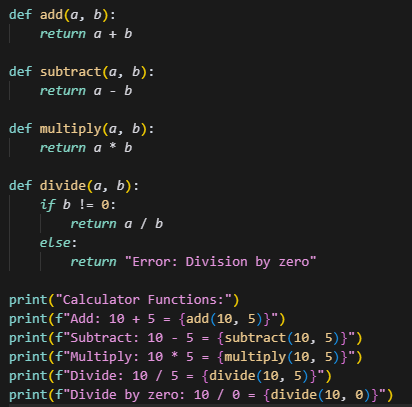 def add(a, b):
    return a + b

def subtract(a, b):
    return a - b

def multiply(a, b):
    return a * b

def divide(a, b):
    if b != 0:
        return a / b
    else:
        return "Error: Division by zero"

print("Calculator Functions:")
print(f"Add: 10 + 5 = {add(10, 5)}")
print(f"Subtract: 10 - 5 = {subtract(10, 5)}")
print(f"Multiply: 10 * 5 = {multiply(10, 5)}")
print(f"Divide: 10 / 5 = {divide(10, 5)}")
print(f"Divide by zero: 10 / 0 = {divide(10, 0)}")